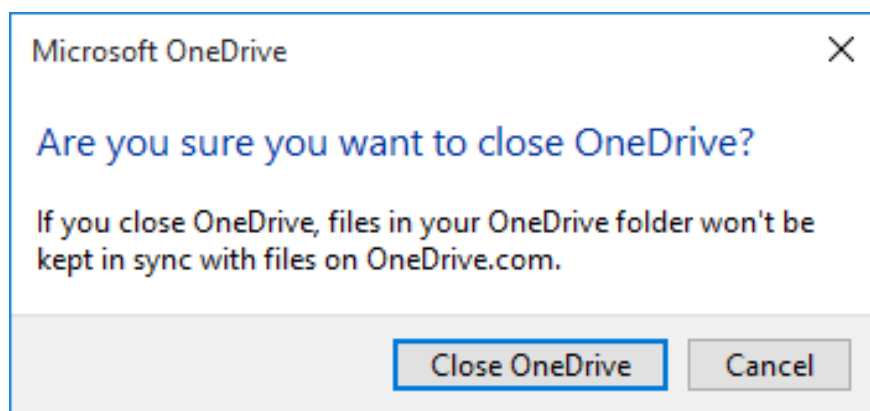 Microsoft OneDrive
Are you sure you want to close OneDrive?
If you close OneDrive, files in your OneDrive folder won't be
kept in sync with files on OneDrive.com.
Close OneDrive Cancel